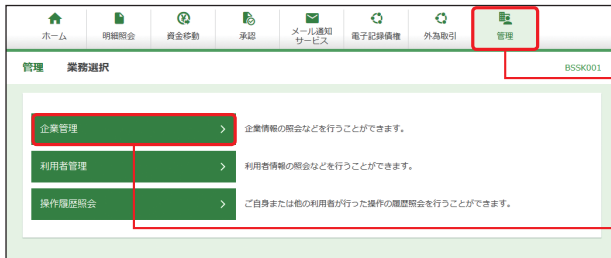 ホーム 明細照会 資金移動 承認 メール通知サービス 電子記録債権 外為取引 管理
管理 業務選択 BSSK001
企業管理 企業情報の照会などを行うことができます。
利用者管理 利用者情報の照会などを行うことができます。
操作履歴照会 ご自身または他の利用者が行った操作の履歴照会を行うことができます。